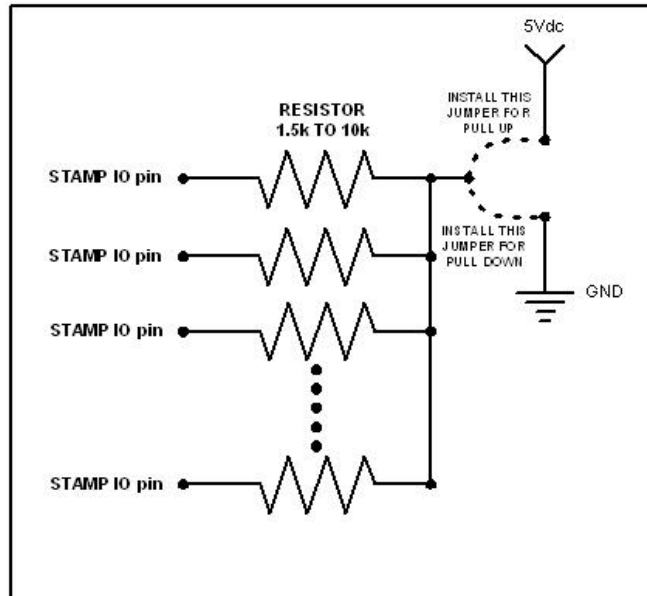 5Vdc
INSTALL THIS
JUMPER FOR
PULL UP
RESISTOR
1.5k TO 10k
STAMP IO pin
INSTALL THIS
JUMPER FOR
PULL DOWN
STAMP IO pin
GND
STAMP IO pin
STAMP IO pin